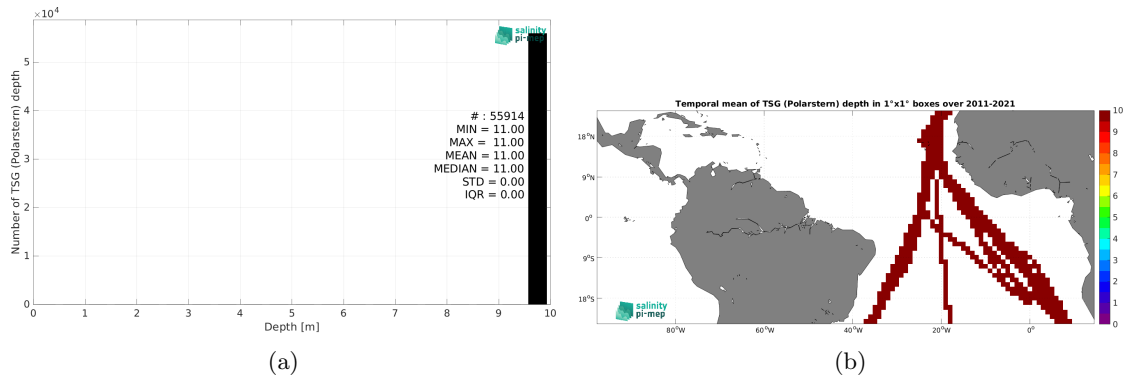 ×10⁴
5
4
3
2
1
0
Number of TSG (Polarstern) depth
salinity
pi-mep
# : 55914
MIN = 11.00
MAX = 11.00
MEAN = 11.00
MEDIAN = 11.00
STD = 0.00
IQR = 0.00
0 1 2 3 4 5 6 7 8 9 10
Depth [m]
(a)
Temporal mean of TSG (Polarstern) depth in 1°x1° boxes over 2011-2021
18°N
9°N
0°
9°S
18°S
80°W 60°W 40°W 20°W 0°
salinity
pi-mep
10
9
8
7
6
5
4
3
2
1
0
(b)